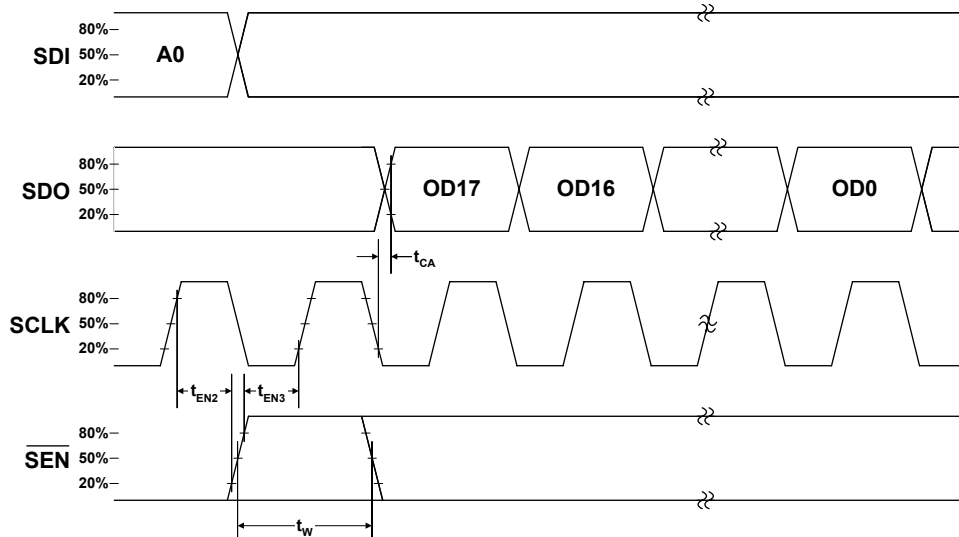 80%
SDI 50% A0
20%
80%
SDO 50% OD17 OD16 OD0
20%
tCA
80%
SCLK 50%
20%
tEN2 tEN3
80%
SEN 50%
20%
tW